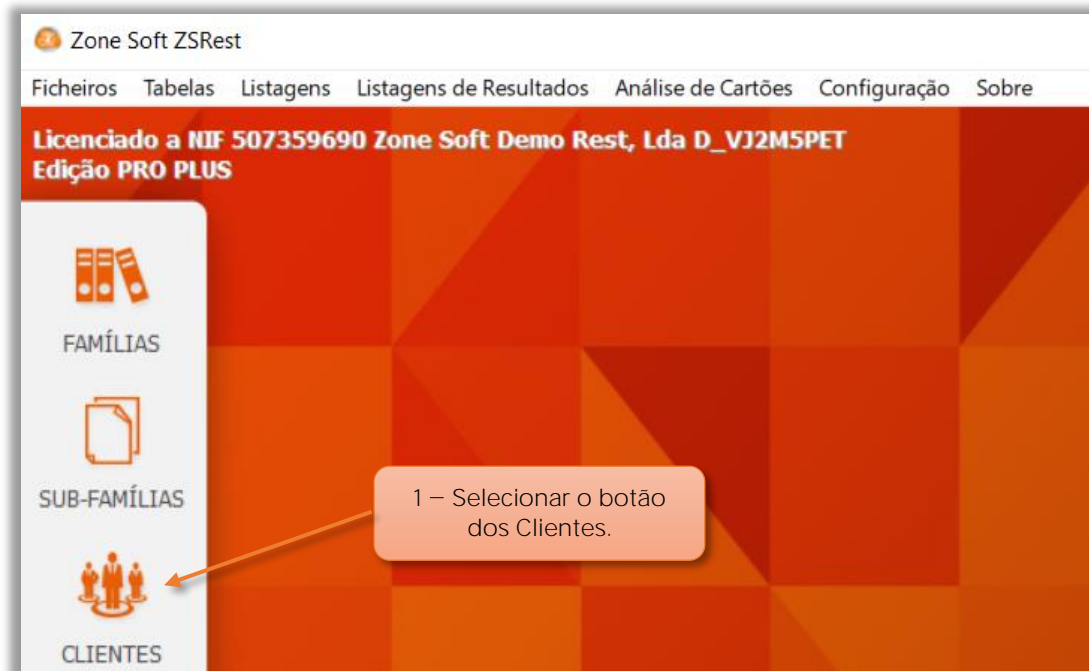 Zone Soft ZSRest
Ficheiros Tabelas Listagens Listagens de Resultados Análise de Cartões Configuração Sobre
Licenciado a NIF 507359690 Zone Soft Demo Rest, Lda D_VJ2M5PET
Edição PRO PLUS
FAMÍLIAS
SUB-FAMÍLIAS
1 – Selecionar o botão
dos Clientes.
CLIENTES